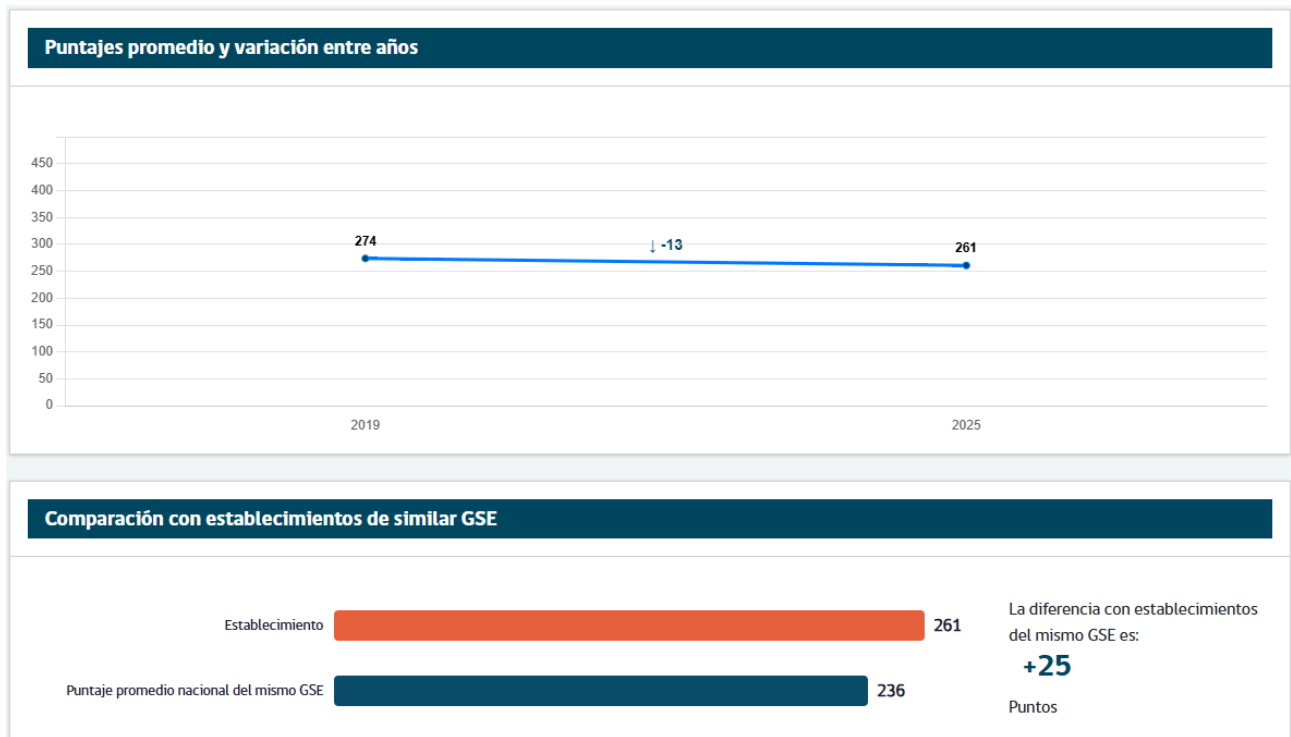 Puntajes promedio y variación entre años
450
400
350
300
250
200
150
100
50
0
274
↓ -13
261
2019
2025
Comparación con establecimientos de similar GSE
Establecimiento
261
Puntaje promedio nacional del mismo GSE
236
La diferencia con establecimientos
del mismo GSE es:
+25
Puntos